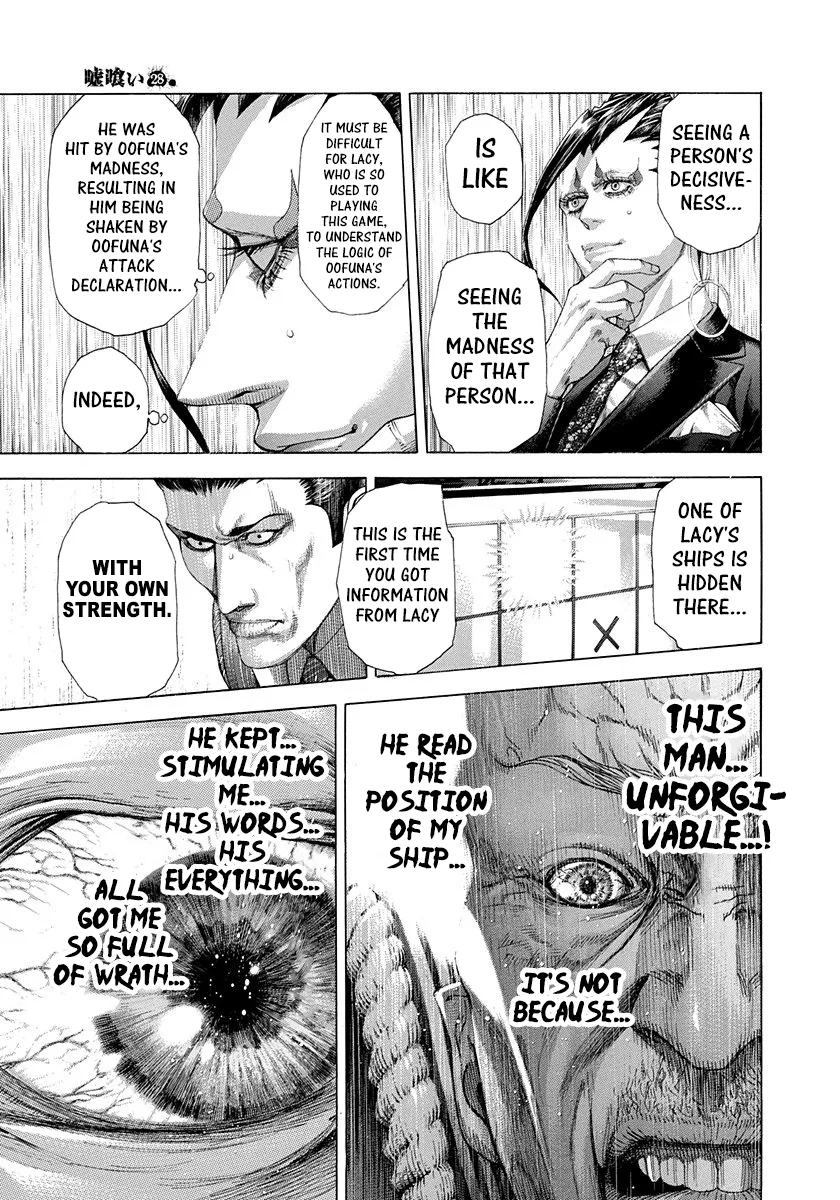 嘘喰い 28
SEEING A
PERSON'S
DECISIVE-
NESS...
IS
LIKE
SEEING
THE
MADNESS
OF THAT
PERSON...
IT MUST BE
DIFFICULT
FOR LACY,
WHO IS SO
USED TO
PLAYING
THIS GAME,
TO UNDERSTAND
THE LOGIC OF
OOFUNA'S
ACTIONS.
HE WAS
HIT BY OOFUNA'S
MADNESS,
RESULTING IN
HIM BEING
SHAKEN BY
OOFUNA'S
ATTACK
DECLARATION...
INDEED,
ONE OF
LACY'S
SHIPS IS
HIDDEN
THERE...
X
THIS IS THE
FIRST TIME
YOU GOT
INFORMATION
FROM LACY
WITH
YOUR OWN
STRENGTH.
THIS
MAN...
UNFORGI-
VABLE...!
HE READ
THE
POSITION
OF MY
SHIP...
IT'S NOT
BECAUSE...
HE KEPT...
STIMULATING
ME...
HIS WORDS...
HIS
EVERYTHING...
ALL
GOT ME
SO FULL
OF WRATH...